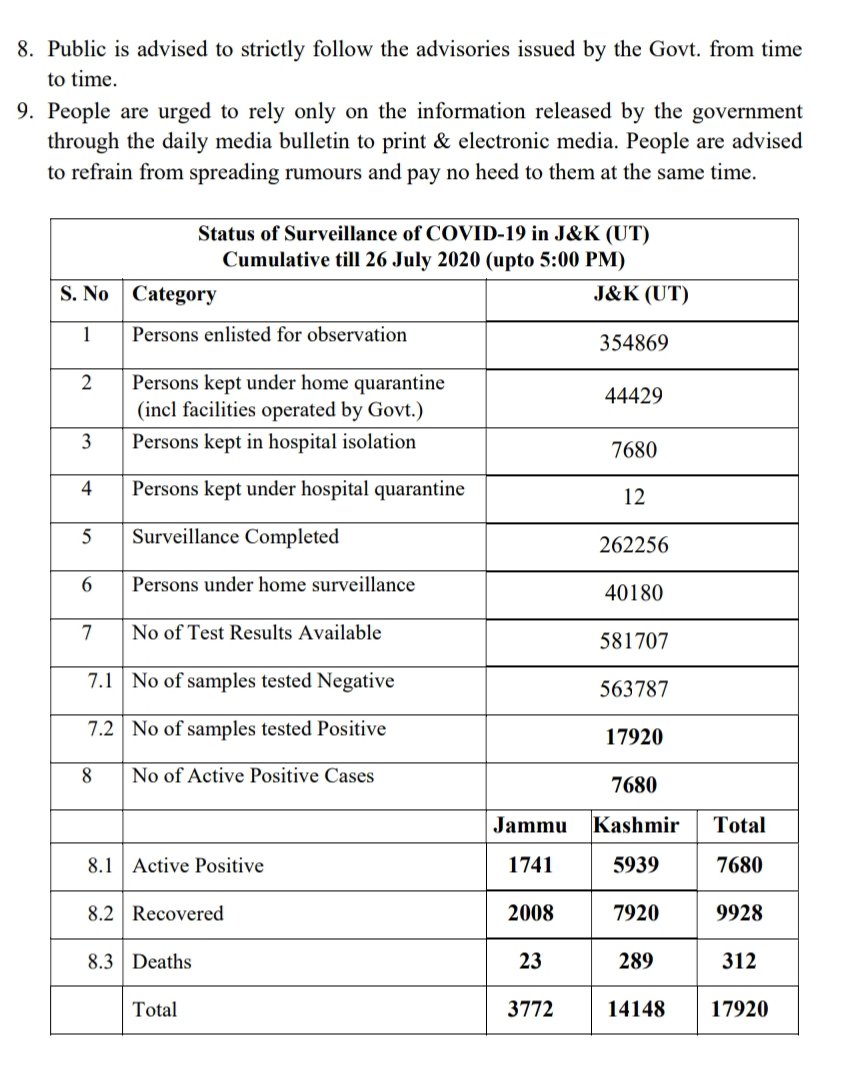 8. Public is advised to strictly follow the advisories issued by the Govt. from time
to time.
9. People are urged to rely only on the information released by the government
through the daily media bulletin to print & electronic media. People are advised
to refrain from spreading rumours and pay no heed to them at the same time.
Status of Surveillance of COVID-19 in J&K (UT)
Cumulative till 26 July 2020 (upto 5:00 PM)
S. No Category J&K (UT)
1 Persons enlisted for observation 354869
2 Persons kept under home quarantine
(incl facilities operated by Govt.) 44429
3 Persons kept in hospital isolation 7680
4 Persons kept under hospital quarantine 12
5 Surveillance Completed 262256
6 Persons under home surveillance 40180
7 No of Test Results Available 581707
7.1 No of samples tested Negative 563787
7.2 No of samples tested Positive 17920
8 No of Active Positive Cases 7680
Jammu Kashmir Total
8.1 Active Positive 1741 5939 7680
8.2 Recovered 2008 7920 9928
8.3 Deaths 23 289 312
Total 3772 14148 17920